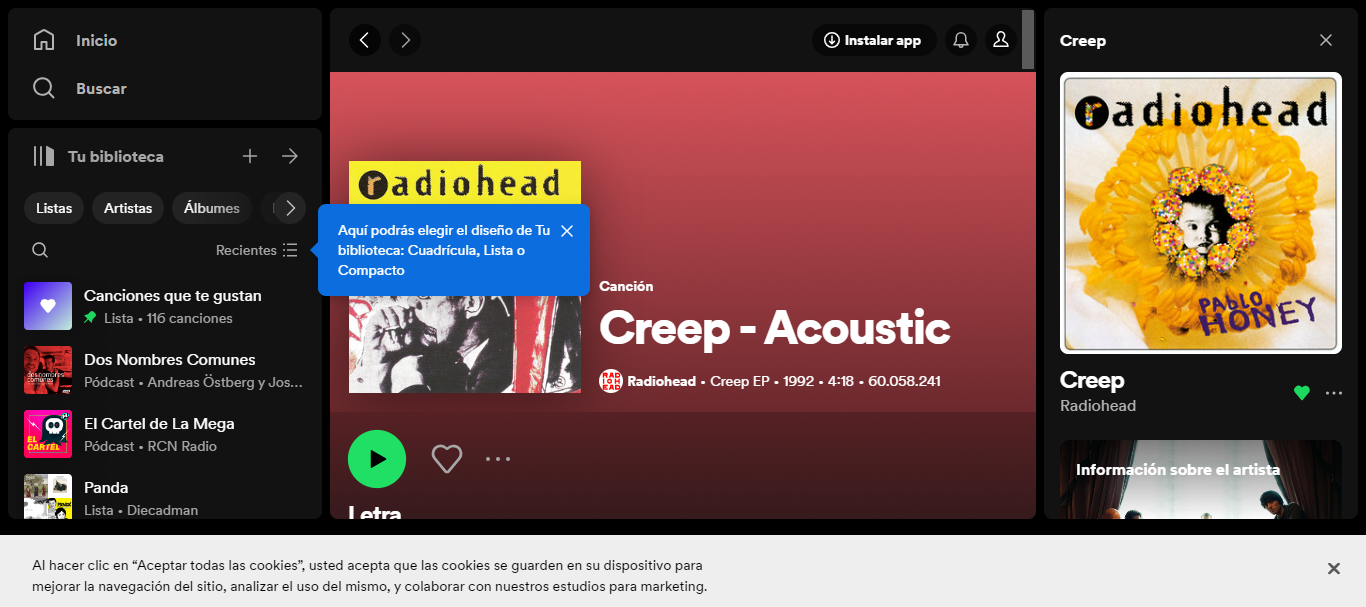 Inicio
Buscar
Tu biblioteca
Listas
Artistas
Álbumes
Recientes
Canciones que te gustan
Lista • 116 canciones
Dos Nombres Comunes
Pódcast • Andreas Östberg y Jos...
El Cartel de La Mega
Pódcast • RCN Radio
Panda
Lista • Diecadman
Instalar app
radiohead
Aquí podrás elegir el diseño de Tu
biblioteca: Cuadrícula, Lista o
Compacto
Canción
Creep - Acoustic
Radiohead • Creep EP • 1992 • 4:18 • 60.058.241
Letra
Creep
radiohead
PABLO
HONEY
Creep
Radiohead
Información sobre el artista
Al hacer clic en “Aceptar todas las cookies”, usted acepta que las cookies se guarden en su dispositivo para
mejorar la navegación del sitio, analizar el uso del mismo, y colaborar con nuestros estudios para marketing.